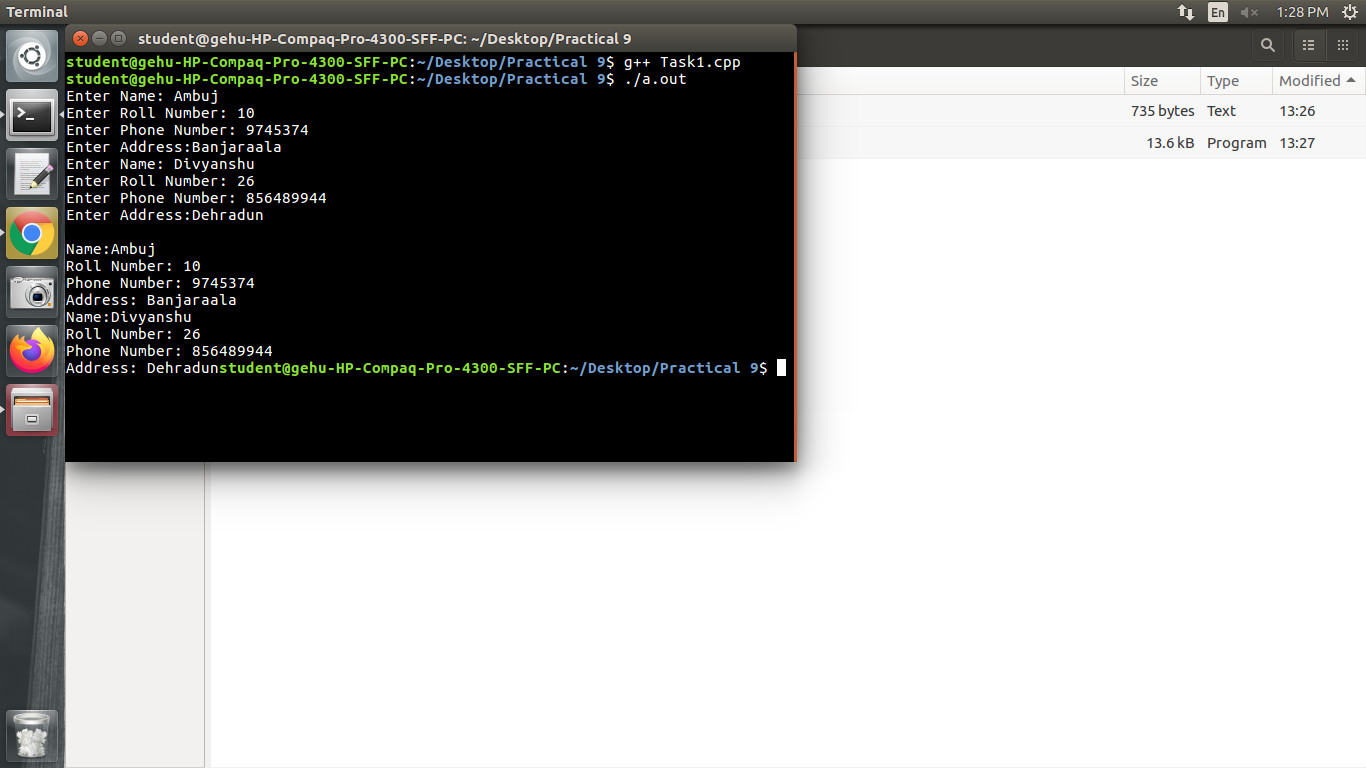 Terminal
En
1:28 PM
student@gehu-HP-Compaq-Pro-4300-SFF-PC: ~/Desktop/Practical 9
student@gehu-HP-Compaq-Pro-4300-SFF-PC:~/Desktop/Practical 9$ g++ Task1.cpp
student@gehu-HP-Compaq-Pro-4300-SFF-PC:~/Desktop/Practical 9$ ./a.out
Enter Name: Ambuj
Enter Roll Number: 10
Enter Phone Number: 9745374
Enter Address:Banjaraala
Enter Name: Divyanshu
Enter Roll Number: 26
Enter Phone Number: 856489944
Enter Address:Dehradun

Name:Ambuj
Roll Number: 10
Phone Number: 9745374
Address: Banjaraala
Name:Divyanshu
Roll Number: 26
Phone Number: 856489944
Address: Dehradunstudent@gehu-HP-Compaq-Pro-4300-SFF-PC:~/Desktop/Practical 9$
Size Type Modified
735 bytes Text 13:26
13.6 kB Program 13:27